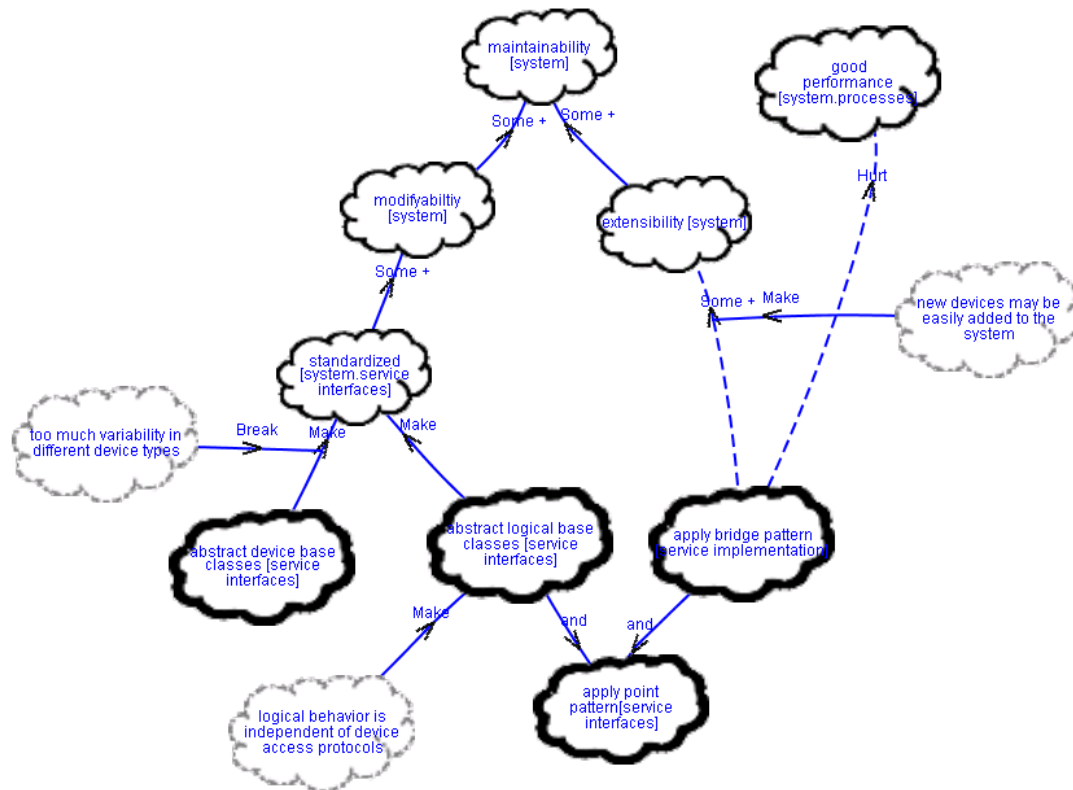 maintainability
[system]
good
performance
[system.processes]
Some +
Some +
modifyabiltiy
[system]
Hurt
extensibility [system]
Some +
Some +
Make
new devices may be
easily added to the
system
standardized
[system.service
interfaces]
too much variability in
different device types
Break
Make
Make
abstract device base
classes [service
interfaces]
abstract logical base
classes [service
interfaces]
apply bridge pattern
[service implementation]
Make
and
and
apply point
pattern[service
interfaces]
logical behavior is
independent of device
access protocols